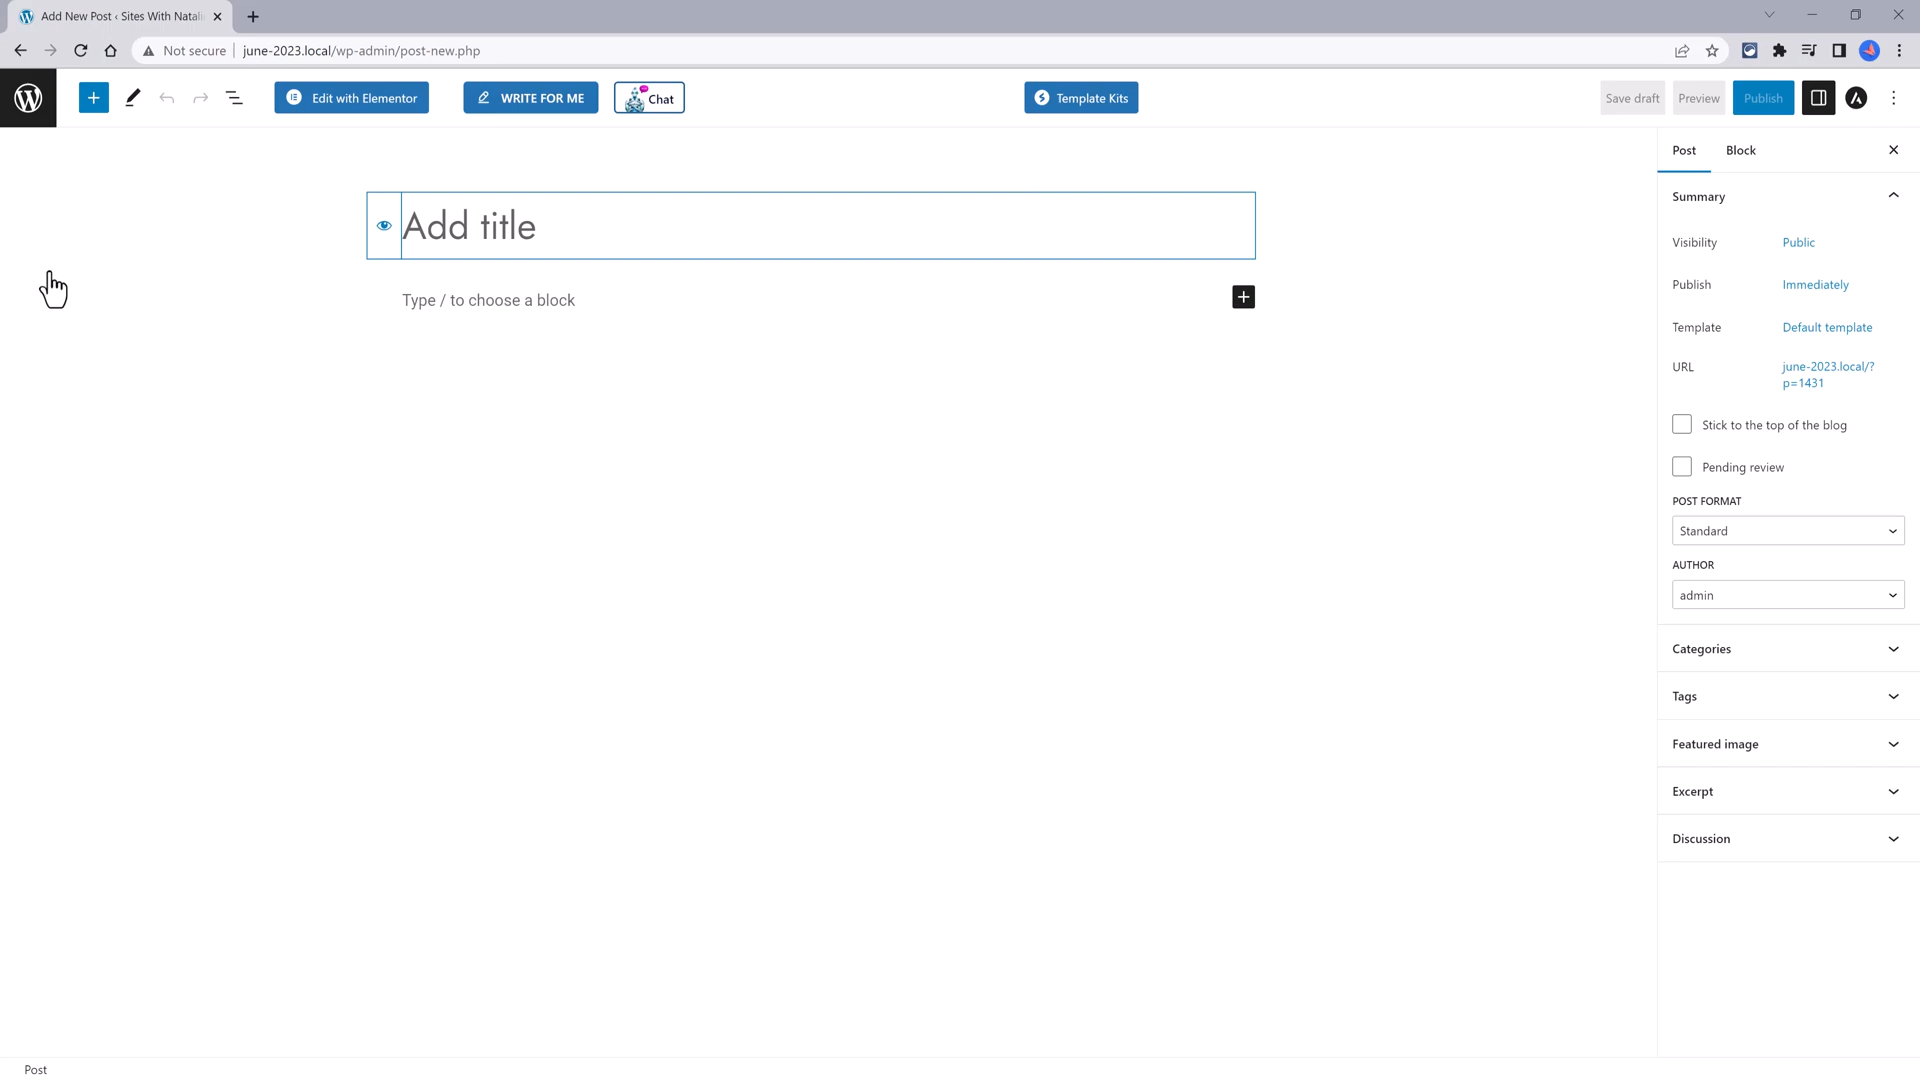 Add New Post ‹ Sites With Natali
Not secure
june-2023.local/wp-admin/post-new.php
Edit with Elementor
WRITE FOR ME
Chat
Template Kits
Save draft
Preview
Publish
Post
Block
Add title
Type / to choose a block
Summary
Visibility
Public
Publish
Immediately
Template
Default template
URL
june-2023.local/?
p=1431
Stick to the top of the blog
Pending review
POST FORMAT
Standard
AUTHOR
admin
Categories
Tags
Featured image
Excerpt
Discussion
Post